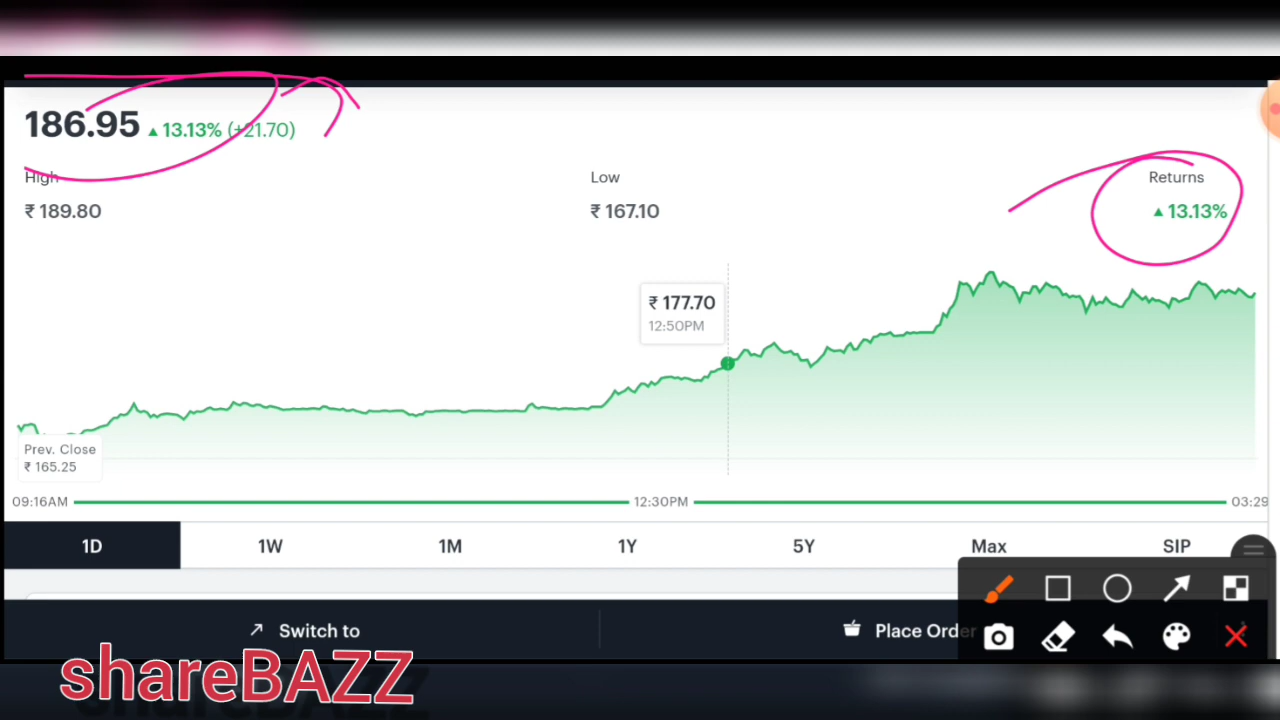 186.95 ▲ 13.13% (+21.70)
High Low Returns
₹ 189.80 ₹ 167.10 ▲ 13.13%
₹ 177.70
12:50PM
Prev. Close
₹ 165.25
09:16AM 12:30PM 03:29
1D 1W 1M 1Y 5Y Max SIP
Switch to Place Order
shareBAZZ